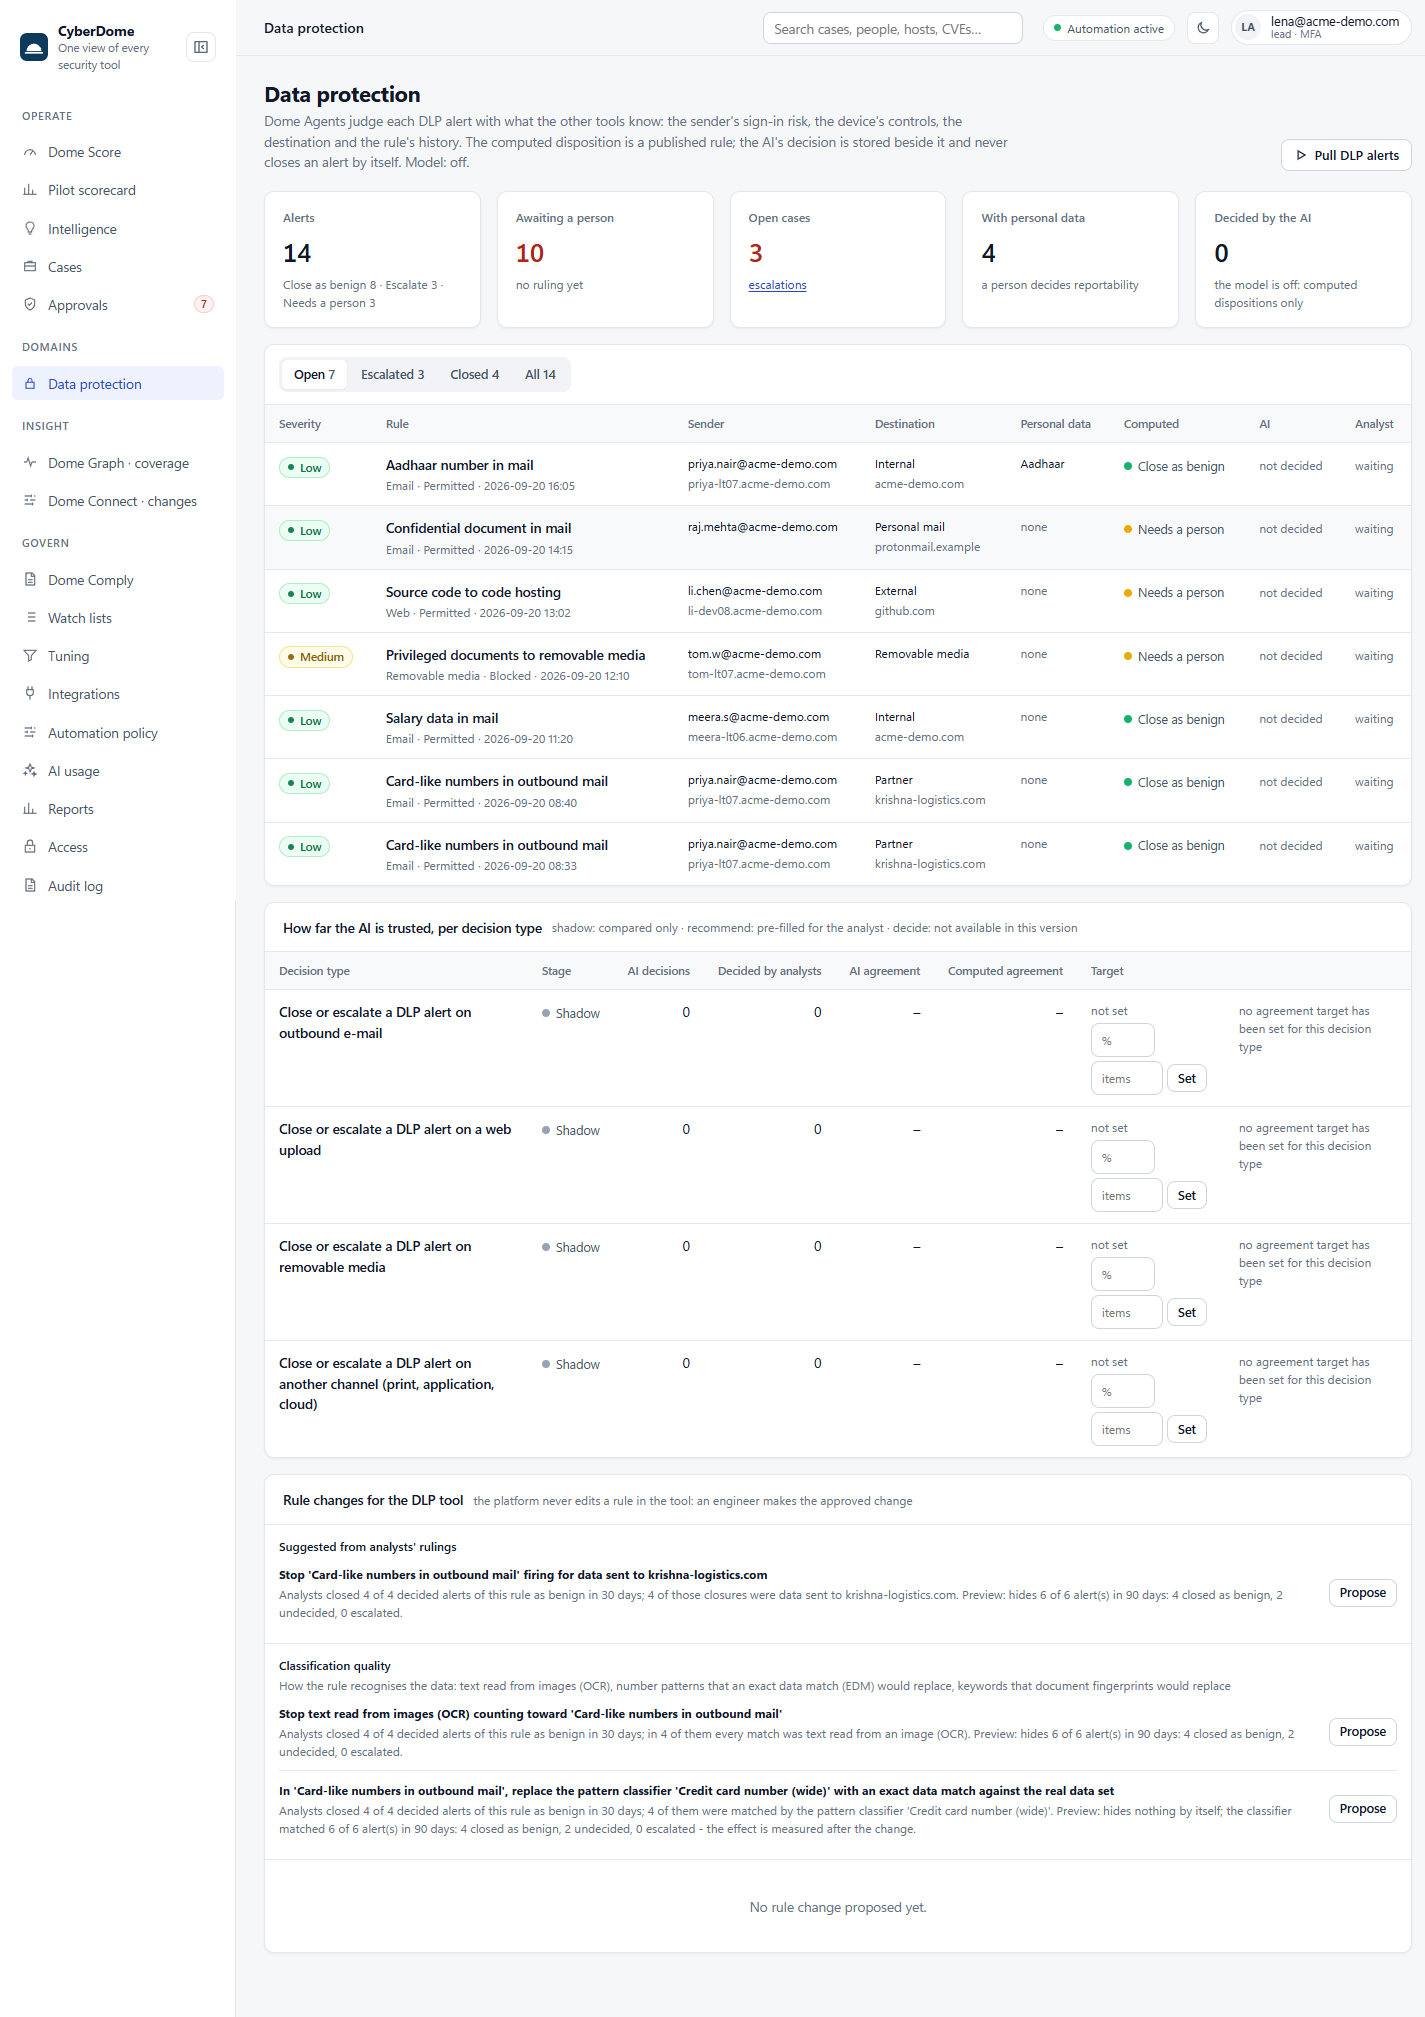 CyberDome
One view of every
security tool
Data protection
Search cases, people, hosts, CVEs...
Automation active
LA
lena@acme-demo.com
lead · MFA
OPERATE
Dome Score
Pilot scorecard
Intelligence
Cases
Approvals
7
DOMAINS
Data protection
INSIGHT
Dome Graph · coverage
Dome Connect · changes
GOVERN
Dome Comply
Watch lists
Tuning
Integrations
Automation policy
AI usage
Reports
Access
Audit log
Data protection
Dome Agents judge each DLP alert with what the other tools know: the sender's sign-in risk, the device's controls, the
destination and the rule's history. The computed disposition is a published rule; the AI's decision is stored beside it and never
closes an alert by itself. Model: off.
Pull DLP alerts
Alerts
14
Close as benign 8 · Escalate 3 ·
Needs a person 3
Awaiting a person
10
no ruling yet
Open cases
3
escalations
With personal data
4
a person decides reportability
Decided by the AI
0
the model is off: computed
dispositions only
Open 7 Escalated 3 Closed 4 All 14
Severity Rule Sender Destination Personal data Computed AI Analyst
Low Aadhaar number in mail priya.nair@acme-demo.com Internal Aadhaar Close as benign not decided waiting
Email · Permitted · 2026-09-20 16:05 priya-lt07.acme-demo.com acme-demo.com
Low Confidential document in mail raj.mehta@acme-demo.com Personal mail none Needs a person not decided waiting
Email · Permitted · 2026-09-20 14:15 protonmail.example
Low Source code to code hosting li.chen@acme-demo.com External none Needs a person not decided waiting
Web · Permitted · 2026-09-20 13:02 li-dev08.acme-demo.com github.com
Medium Privileged documents to removable media tom.w@acme-demo.com Removable media none Needs a person not decided waiting
Removable media · Blocked · 2026-09-20 12:10 tom-lt07.acme-demo.com
Low Salary data in mail meera.s@acme-demo.com Internal none Close as benign not decided waiting
Email · Permitted · 2026-09-20 11:20 meera-lt06.acme-demo.com acme-demo.com
Low Card-like numbers in outbound mail priya.nair@acme-demo.com Partner none Close as benign not decided waiting
Email · Permitted · 2026-09-20 08:40 priya-lt07.acme-demo.com krishna-logistics.com
Low Card-like numbers in outbound mail priya.nair@acme-demo.com Partner none Close as benign not decided waiting
Email · Permitted · 2026-09-20 08:33 priya-lt07.acme-demo.com krishna-logistics.com
How far the AI is trusted, per decision type shadow: compared only · recommend: pre-filled for the analyst · decide: not available in this version
Decision type Stage AI decisions Decided by analysts AI agreement Computed agreement Target
Close or escalate a DLP alert on
outbound e-mail
Shadow 0 0 – –
not set
%
items Set
no agreement target has
been set for this decision
type
Close or escalate a DLP alert on a web
upload
Shadow 0 0 – –
not set
%
items Set
no agreement target has
been set for this decision
type
Close or escalate a DLP alert on
removable media
Shadow 0 0 – –
not set
%
items Set
no agreement target has
been set for this decision
type
Close or escalate a DLP alert on
another channel (print, application,
cloud)
Shadow 0 0 – –
not set
%
items Set
no agreement target has
been set for this decision
type
Rule changes for the DLP tool the platform never edits a rule in the tool: an engineer makes the approved change
Suggested from analysts' rulings
Stop 'Card-like numbers in outbound mail' firing for data sent to krishna-logistics.com
Analysts closed 4 of 4 decided alerts of this rule as benign in 30 days; 4 of those closures were data sent to krishna-logistics.com. Preview: hides 6 of 6 alert(s) in 90 days: 4 closed as benign, 2
undecided, 0 escalated.
Propose
Classification quality
How the rule recognises the data: text read from images (OCR), number patterns that an exact data match (EDM) would replace, keywords that document fingerprints would replace
Stop text read from images (OCR) counting toward 'Card-like numbers in outbound mail'
Analysts closed 4 of 4 decided alerts of this rule as benign in 30 days; in 4 of them every match was text read from an image (OCR). Preview: hides 6 of 6 alert(s) in 90 days: 4 closed as benign, 2
undecided, 0 escalated.
Propose
In 'Card-like numbers in outbound mail', replace the pattern classifier 'Credit card number (wide)' with an exact data match against the real data set
Analysts closed 4 of 4 decided alerts of this rule as benign in 30 days; 4 of them were matched by the pattern classifier 'Credit card number (wide)'. Preview: hides nothing by itself; the classifier
matched 6 of 6 alert(s) in 90 days: 4 closed as benign, 2 undecided, 0 escalated - the effect is measured after the change.
Propose
No rule change proposed yet.